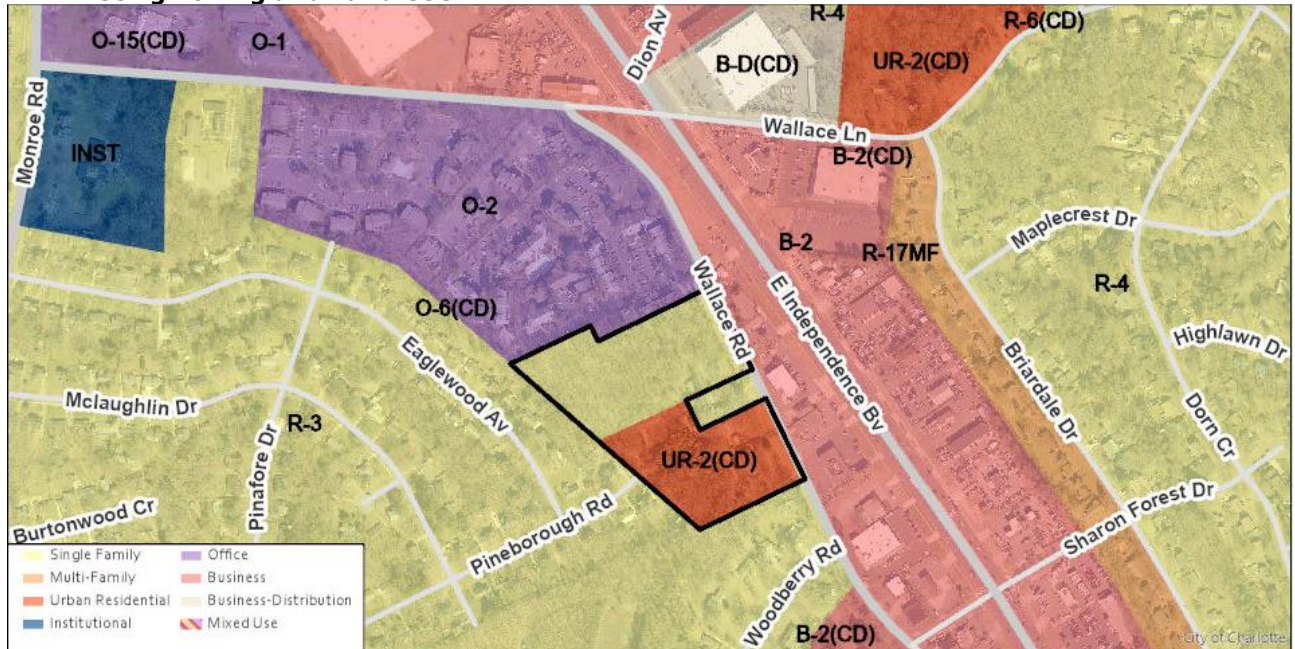 R-4
R-6(CD)
O-15(CD)
O-1
Dion Av
B-D(CD)
UR-2(CD)
Wallace Ln
Monroe Rd
INST
B-2(CD)
O-2
Maplecrest Dr
B-2
R-17MF
R-4
Wallace Rd
E Independence Bv
O-6(CD)
Highlawn Dr
Eaglewood Av
Briardale Dr
Mclaughlin Dr
Dorn Cr
R-3
Pinafore Dr
UR-2(CD)
Sharon Forest Dr
Burtonwood Cr
Pineborough Rd
Woodberry Rd
B-2(CD)
Single Family
Multi-Family
Urban Residential
Institutional
Office
Business
Business-Distribution
Mixed Use
City of Charlotte